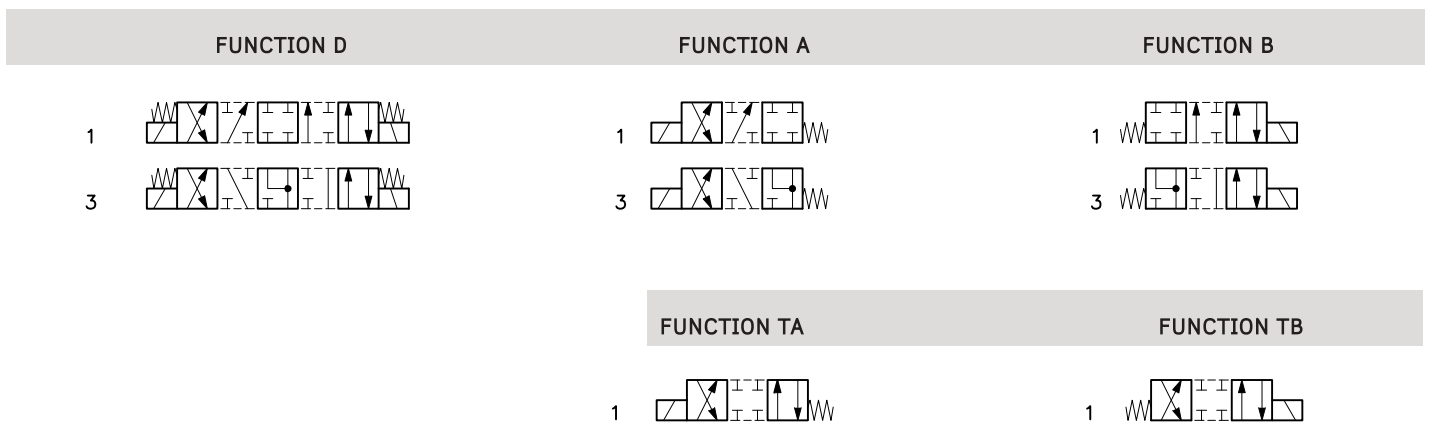 FUNCTION D FUNCTION A FUNCTION B
1 1 1
3 3 3
FUNCTION TA FUNCTION TB
1 1